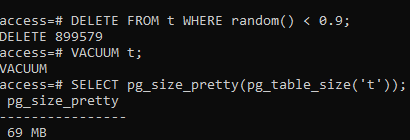 access=# DELETE FROM t WHERE random() < 0.9;
DELETE 899579
access=# VACUUM t;
VACUUM
access=# SELECT pg_size_pretty(pg_table_size('t'));
 pg_size_pretty
----------------
 69 MB